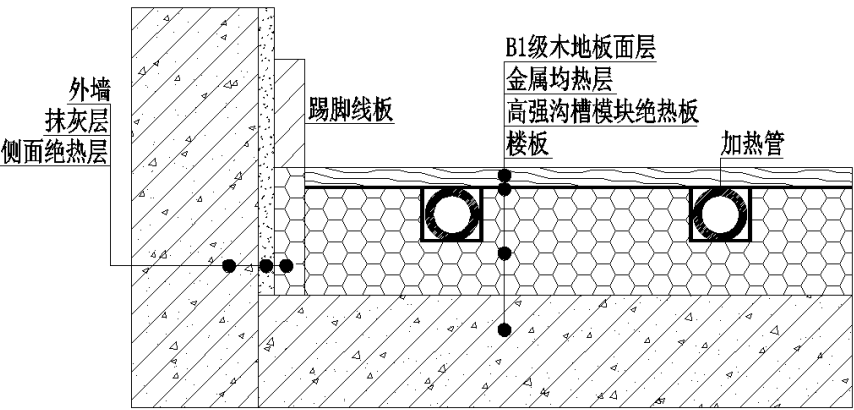 外墙
抹灰层
侧面绝热层
踢脚线板
B1级木地板面层
金属均热层
高强沟槽模块绝热板
楼板
加热管